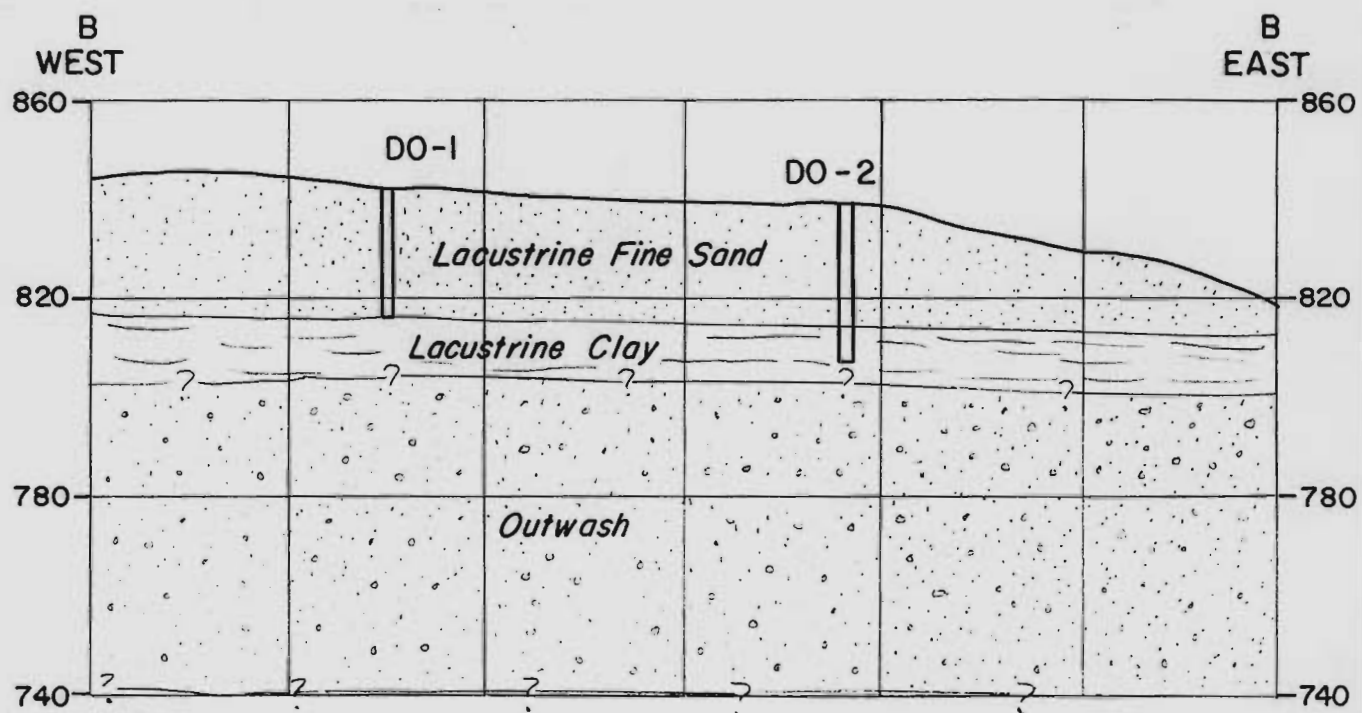 B
WEST
B
EAST
860
860
DO-1
DO-2
Lacustrine Fine Sand
820
820
Lacustrine Clay
? ? ? ? ?
780
780
Outwash
740
? ? ? ? ?
740